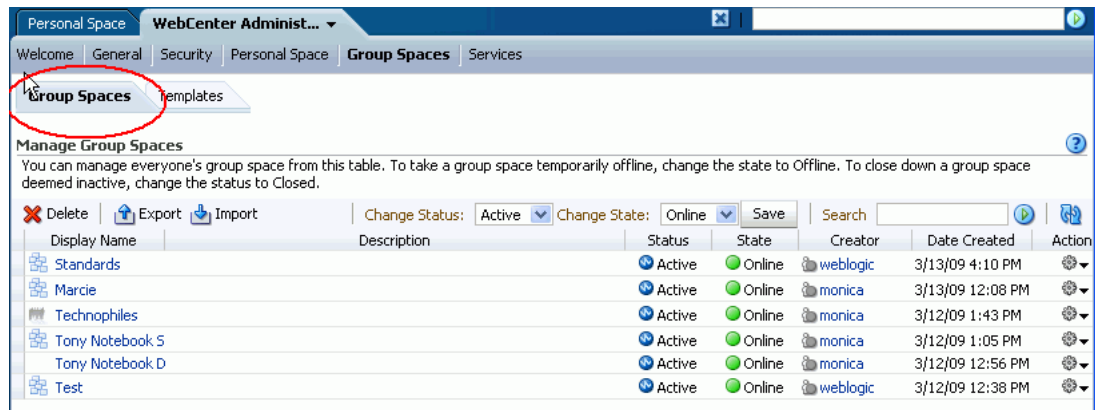 Personal Space WebCenter Administ...
Welcome General Security Personal Space Group Spaces Services
Group Spaces Templates
Manage Group Spaces
You can manage everyone's group space from this table. To take a group space temporarily offline, change the state to Offline. To close down a group space
deemed inactive, change the status to Closed.
Delete Export Import Change Status: Active Change State: Online Save Search
Display Name Description Status State Creator Date Created Action
Standards Active Online weblogic 3/13/09 4:10 PM
Marcie Active Online monica 3/13/09 12:08 PM
Technophiles Active Online monica 3/12/09 1:43 PM
Tony Notebook S Active Online monica 3/12/09 1:05 PM
Tony Notebook D Active Online monica 3/12/09 12:56 PM
Test Active Online weblogic 3/12/09 12:38 PM